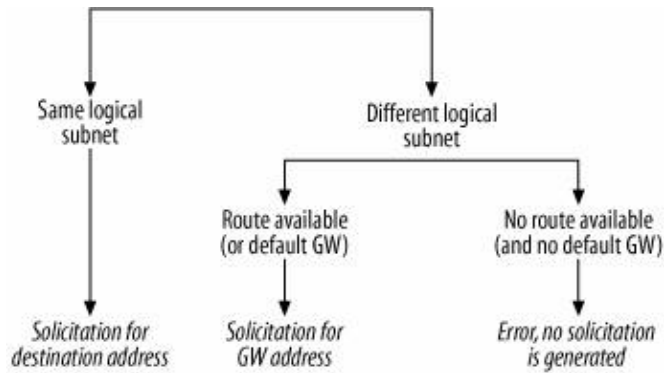 Same logical
subnet
Different logical
subnet
Route available
(or default GW)
No route available
(and no default GW)
Solicitation for
destination address
Solicitation for
GW address
Error, no solicitation
is generated